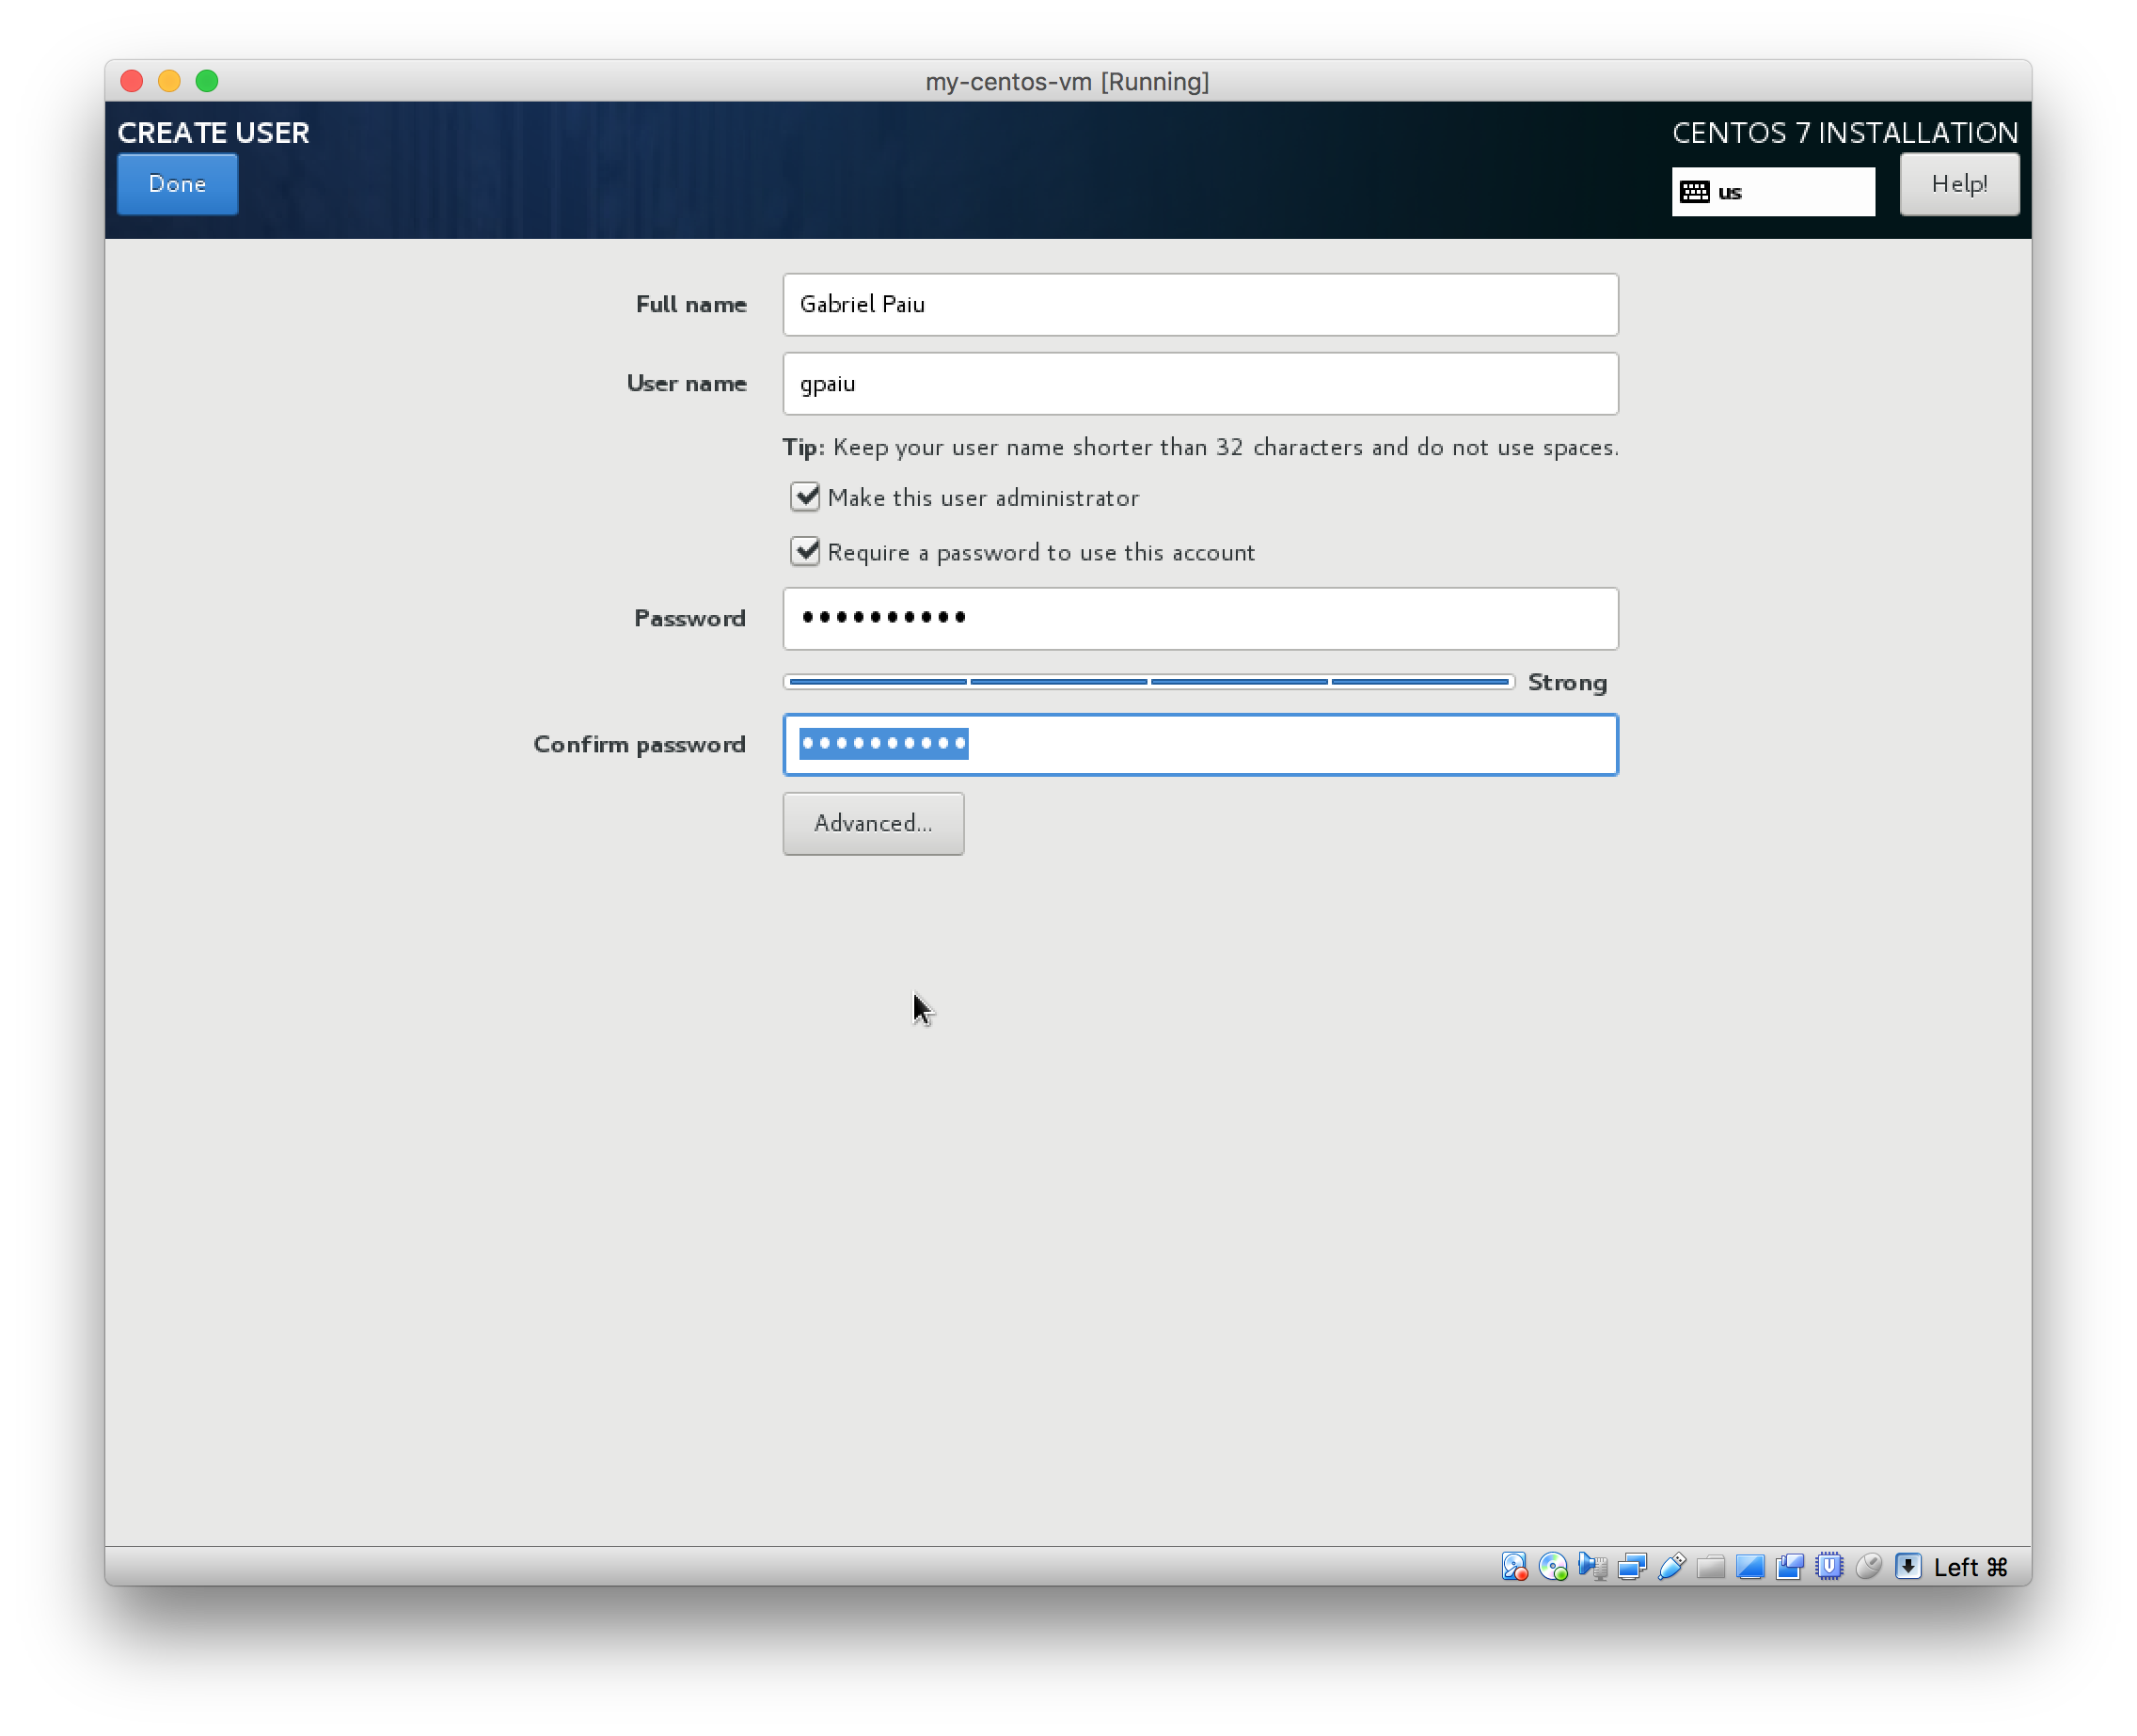 my-centos-vm [Running]
CREATE USER
CENTOS 7 INSTALLATION
Done
us
Help!
Full name
Gabriel Paiu
User name
gpaiu
Tip: Keep your user name shorter than 32 characters and do not use spaces.
Make this user administrator
Require a password to use this account
Password
●●●●●●●●●●
Strong
Confirm password
●●●●●●●●●●
Advanced...
Left ⌘